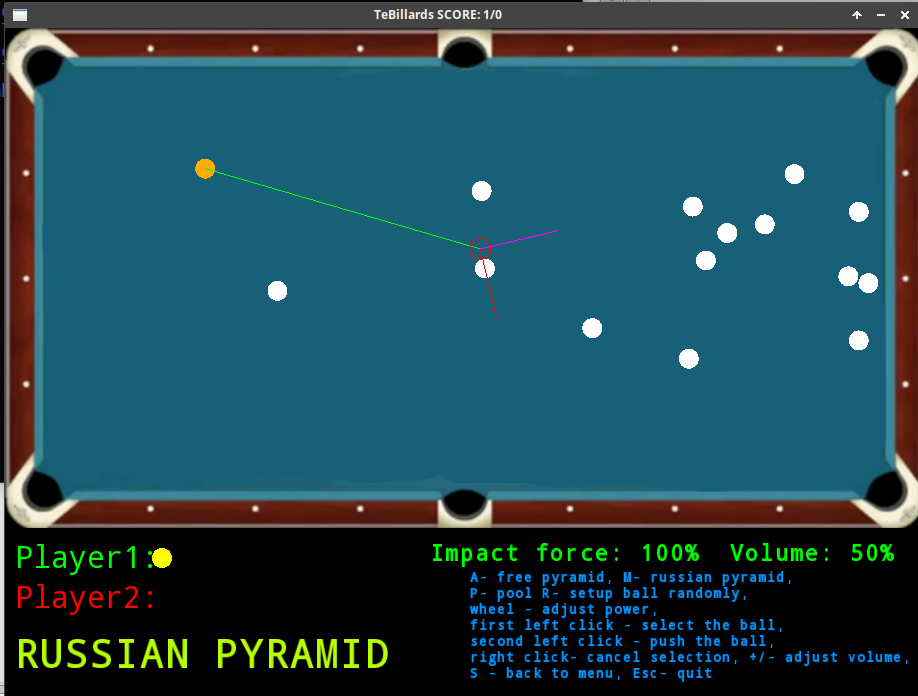 TeBillards SCORE: 1/0
Player1:
Player2:
RUSSIAN PYRAMID
Impact force: 100% Volume: 50%
A- free pyramid, M- russian pyramid,
P- pool R- setup ball randomly,
wheel - adjust power,
first left click - select the ball,
second left click - push the ball,
right click- cancel selection, +/- adjust volume,
S - back to menu, Esc- quit